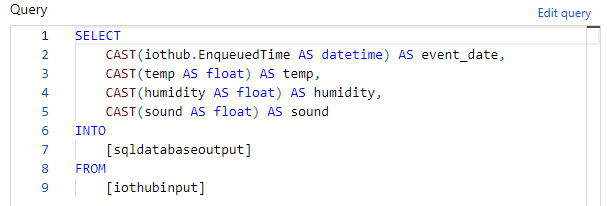 Query
Edit query
1 SELECT
2 CAST(iothub.EnqueuedTime AS datetime) AS event_date,
3 CAST(temp AS float) AS temp,
4 CAST(humidity AS float) AS humidity,
5 CAST(sound AS float) AS sound
6 INTO
7 [sqldatabaseoutput]
8 FROM
9 [iothubinput]